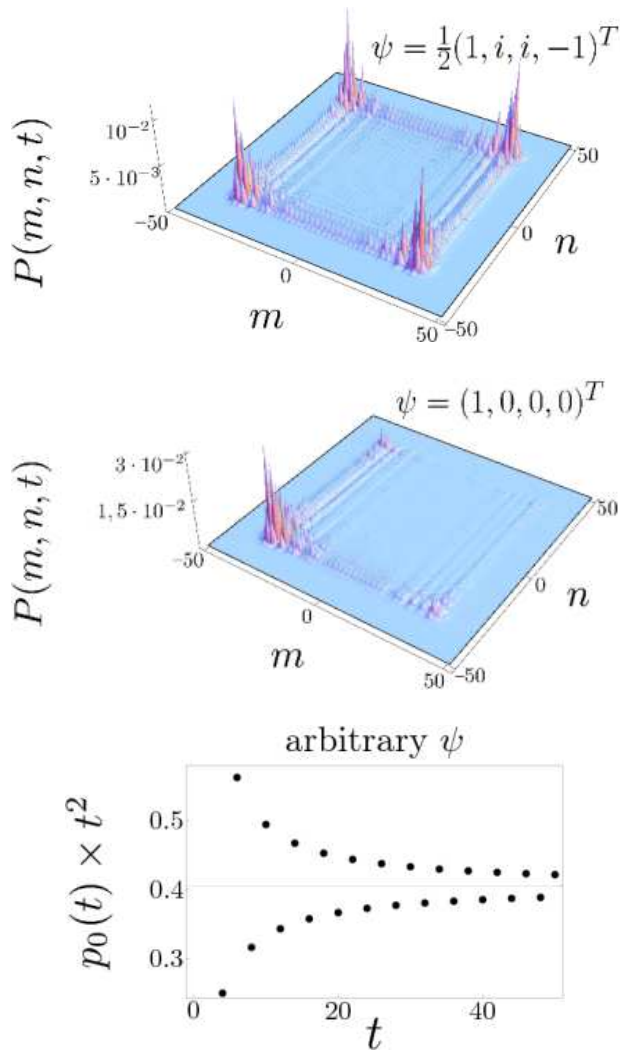 ψ = ½(1, i, i, −1)ᵀ
P(m, n, t)
10⁻²
5 · 10⁻³
−50
0
50
m
−50
0
50
n
ψ = (1, 0, 0, 0)ᵀ
P(m, n, t)
3 · 10⁻²
1,5 · 10⁻²
−50
0
50
m
−50
0
50
n
arbitrary ψ
p₀(t) × t²
0.5
0.4
0.3
0 20 40
t